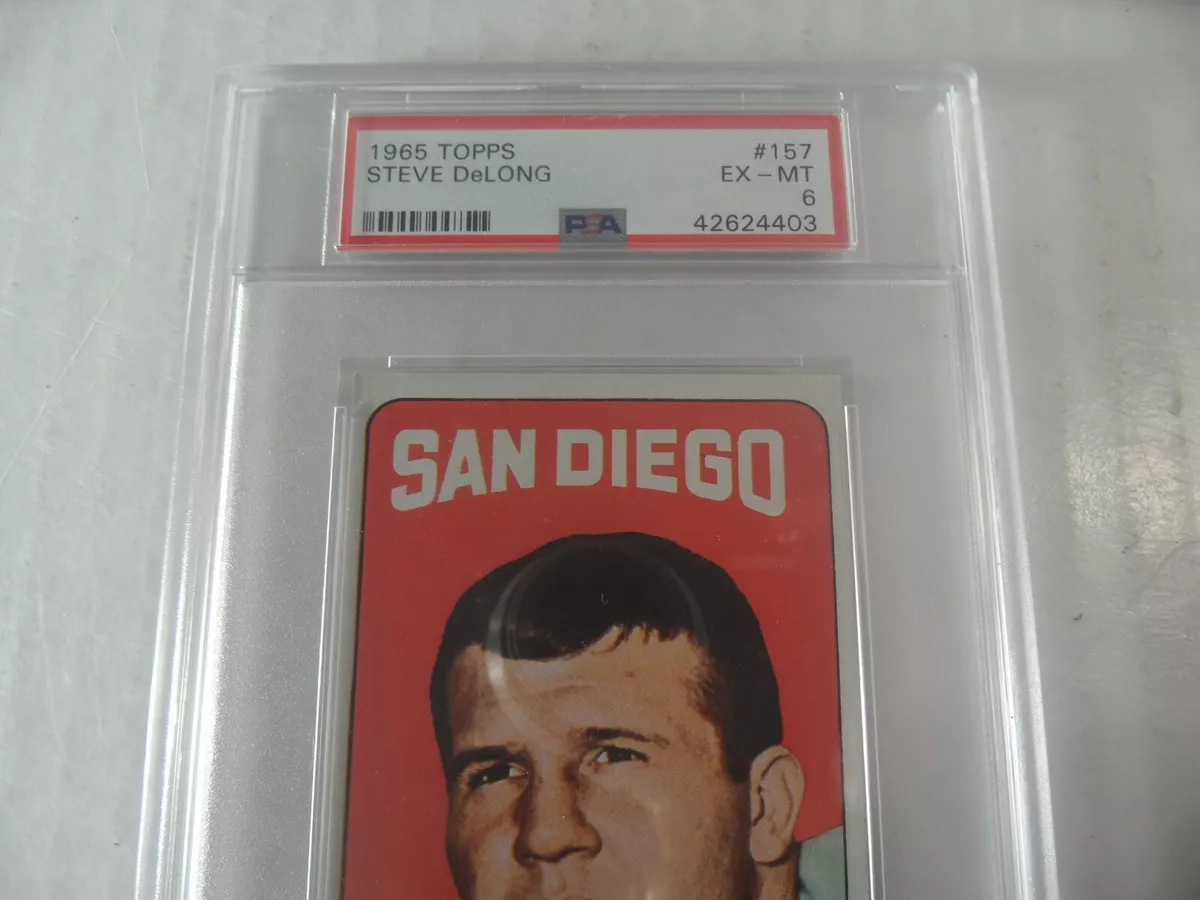 1965 TOPPS #157
STEVE DeLONG EX - MT
6
PSA 42624403
SAN DIEGO